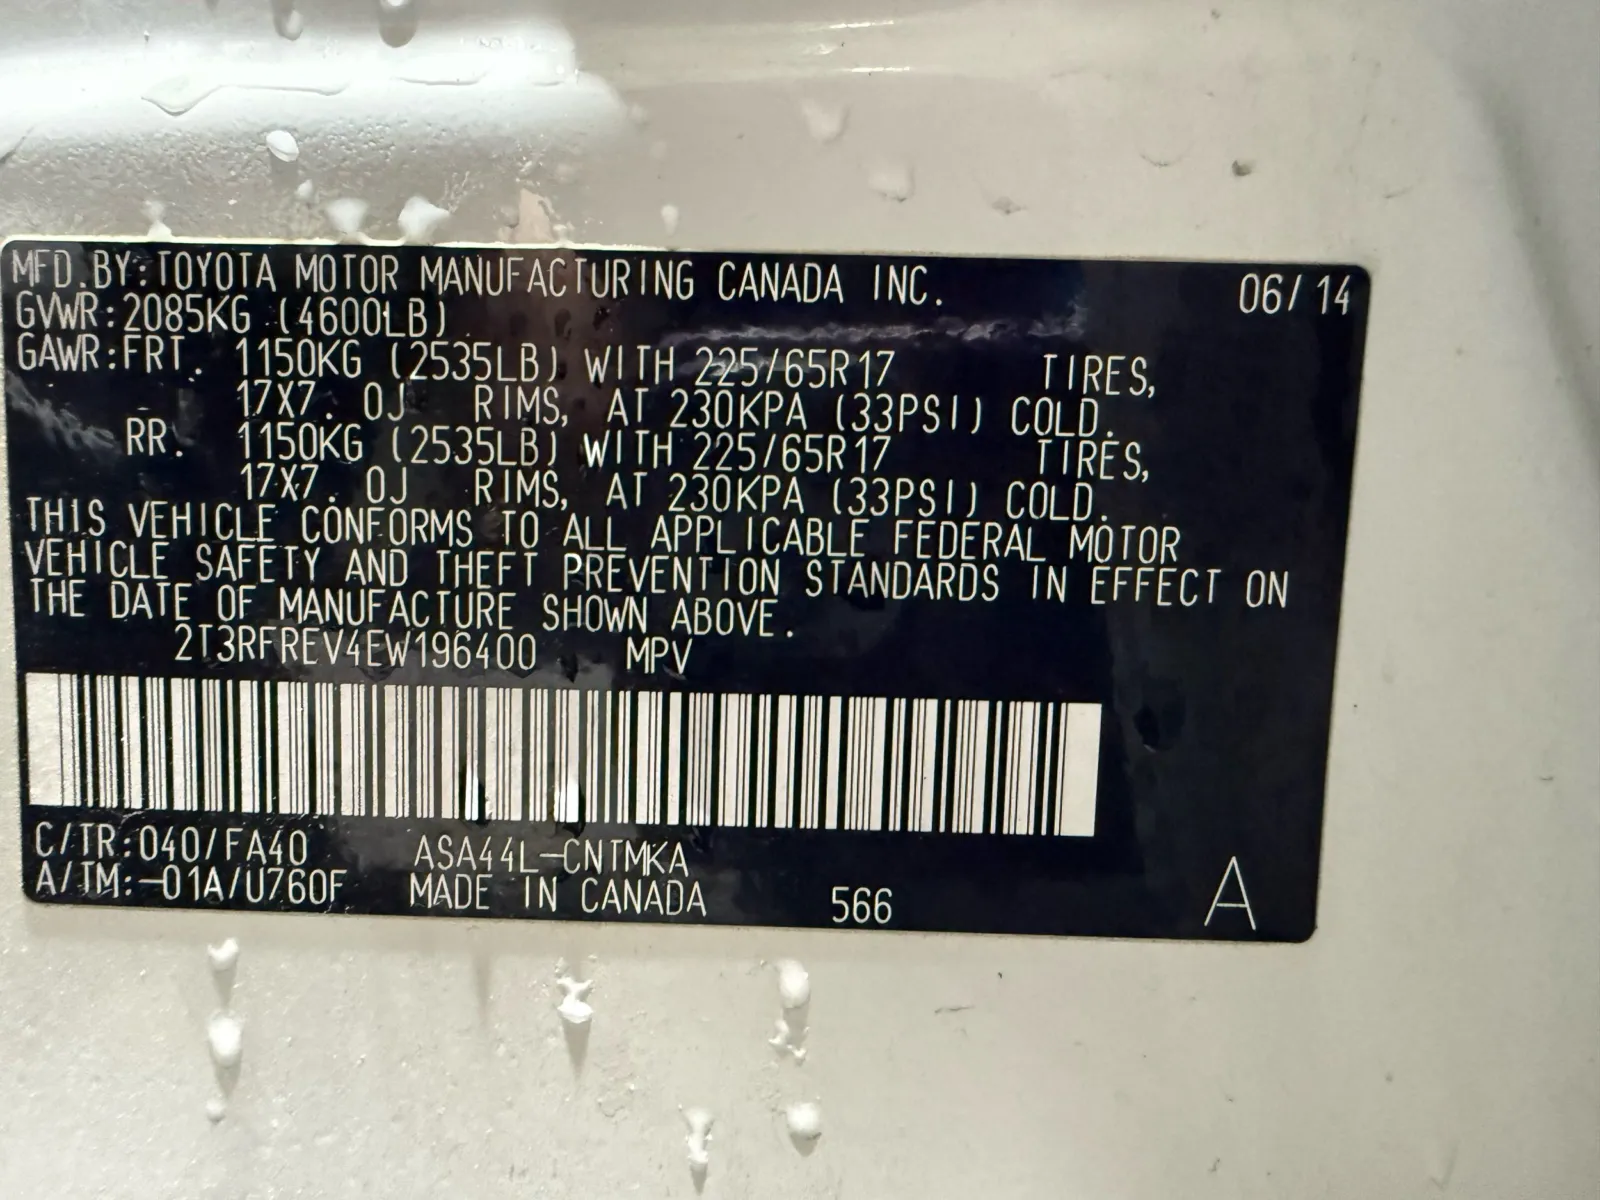 MFD. BY: TOYOTA MOTOR MANUFACTURING CANADA INC. 06/14
GVWR: 2085KG (4600LB)
GAWR: FRT. 1150KG (2535LB) WITH 225/65R17 TIRES,
17X7. 0J RIMS, AT 230KPA (33PSI) COLD.
RR. 1150KG (2535LB) WITH 225/65R17 TIRES,
17X7. 0J RIMS, AT 230KPA (33PSI) COLD.
THIS VEHICLE CONFORMS TO ALL APPLICABLE FEDERAL MOTOR
VEHICLE SAFETY AND THEFT PREVENTION STANDARDS IN EFFECT ON
THE DATE OF MANUFACTURE SHOWN ABOVE.
2T3RFREV4EW196400 MPV
C/TR: 040/FA40 ASA44L-CNTMKA
A/TM: -01A/U760F MADE IN CANADA 566 A